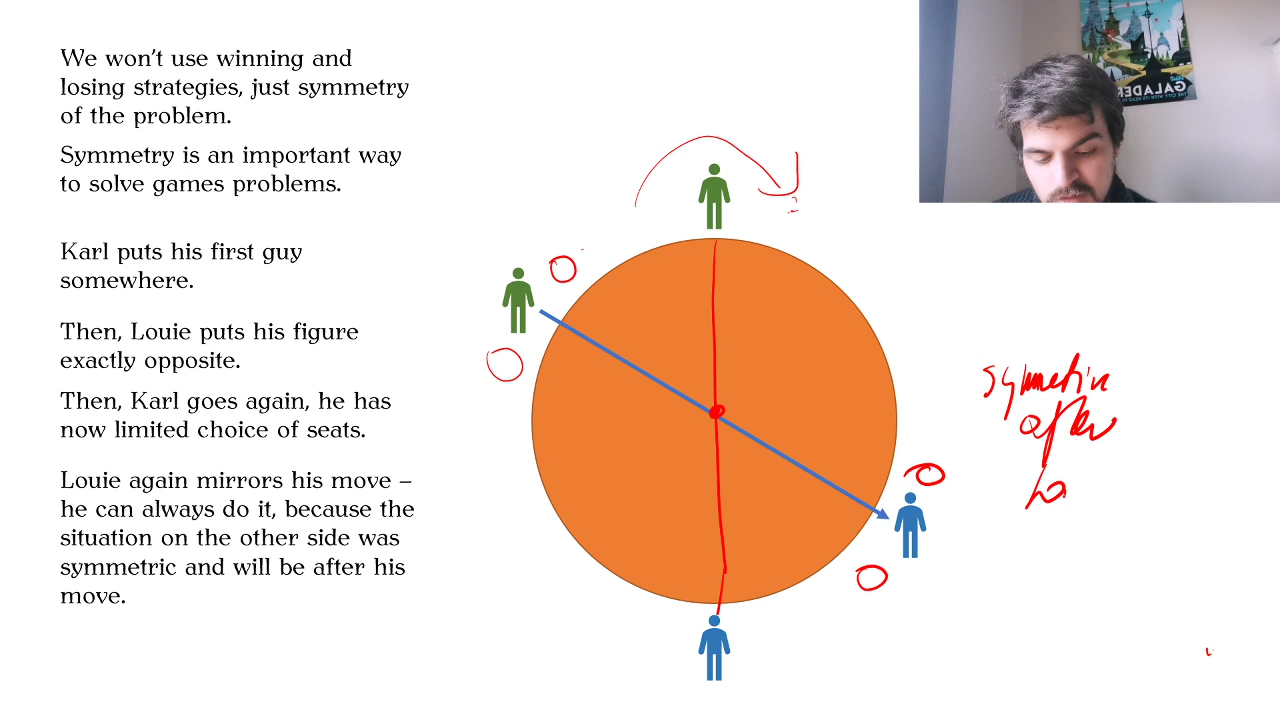 We won't use winning and
losing strategies, just symmetry
of the problem.
Symmetry is an important way
to solve games problems.
Karl puts his first guy
somewhere.
Then, Louie puts his figure
exactly opposite.
Then, Karl goes again, he has
now limited choice of seats.
Louie again mirrors his move –
he can always do it, because the
situation on the other side was
symmetric and will be after his
move.
GALADER
after